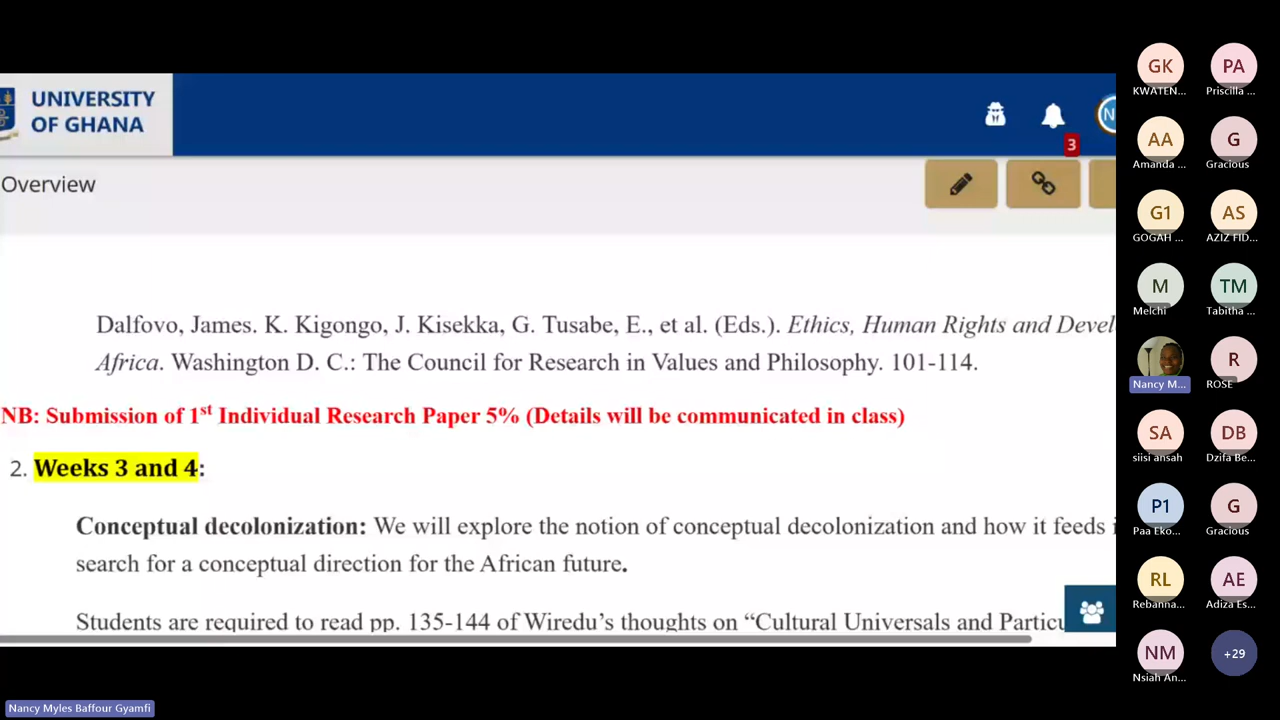 UNIVERSITY
OF GHANA
3
N
Overview
Dalfovo, James. K. Kigongo, J. Kisekka, G. Tusabe, E., et al. (Eds.). Ethics, Human Rights and Devel
Africa. Washington D. C.: The Council for Research in Values and Philosophy. 101-114.
NB: Submission of 1st Individual Research Paper 5% (Details will be communicated in class)
2. Weeks 3 and 4:
Conceptual decolonization: We will explore the notion of conceptual decolonization and how it feeds i
search for a conceptual direction for the African future.
Students are required to read pp. 135-144 of Wiredu’s thoughts on “Cultural Universals and Particu
GK PA
KWATEN... Priscilla ...
AA G
Amanda ... Gracious
G1 AS
GOGAH ... AZIZ FID...
M TM
Melchi Tabitha ...
R
Nancy M... ROSE
SA DB
siisi ansah Dzifa Be...
P1 G
Paa Eko... Gracious
RL AE
Rebanna... Adiza Es...
NM +29
Nsiah An...
Nancy Myles Baffour Gyamfi